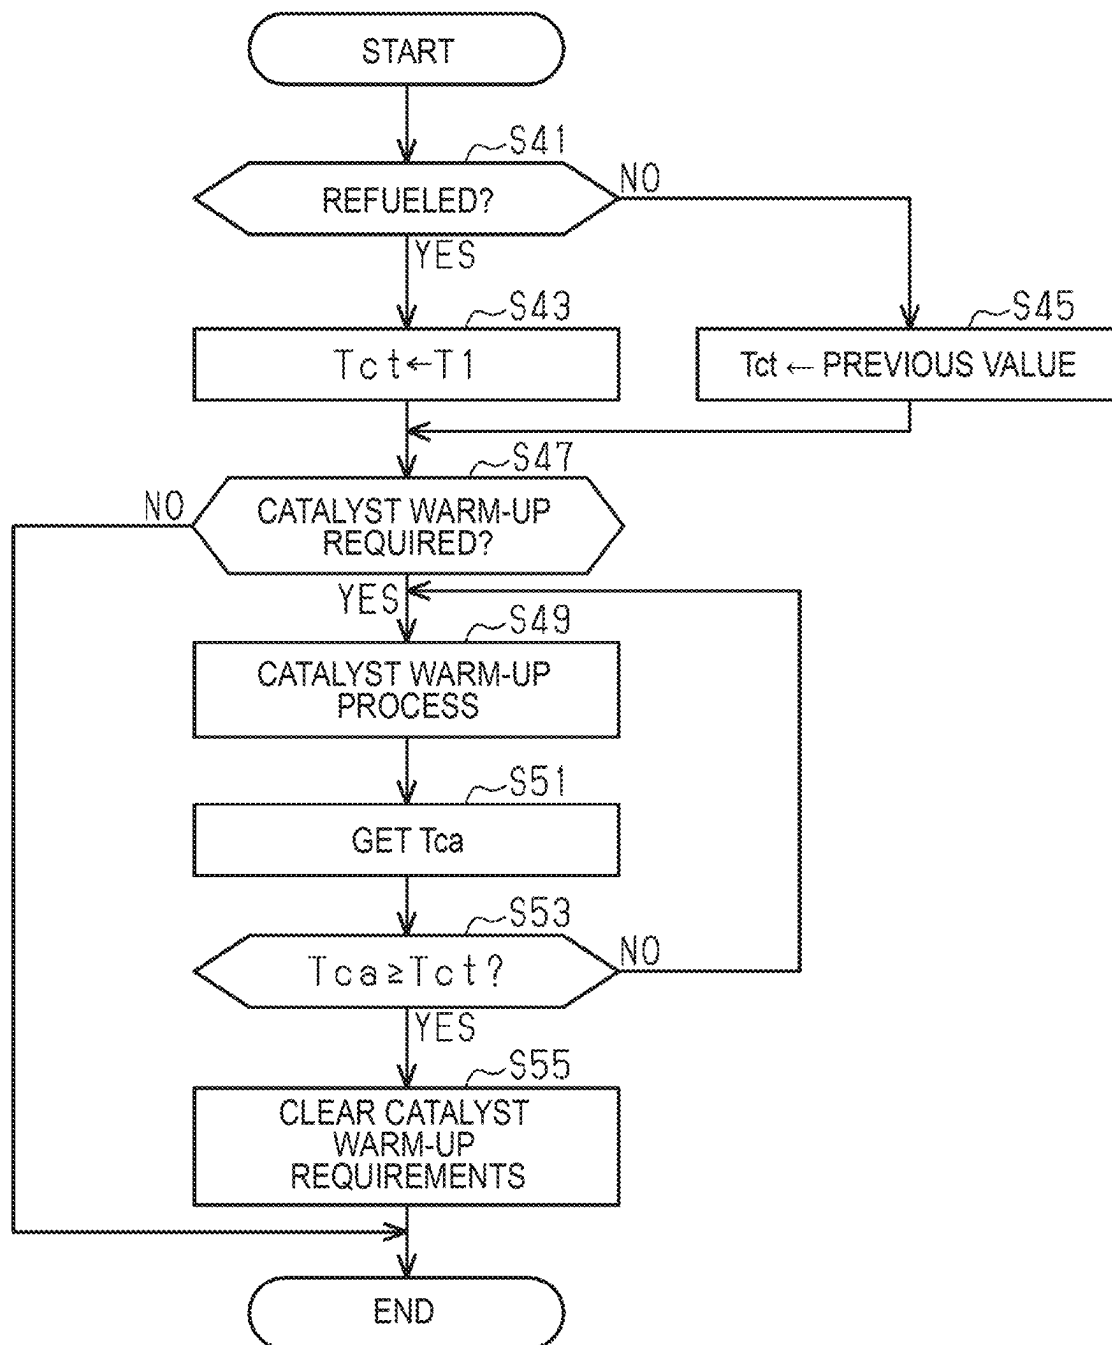 START
S41
REFUELED?
NO
YES
S43
Tct←T1
S45
Tct ← PREVIOUS VALUE
S47
NO
CATALYST WARM-UP
REQUIRED?
YES
S49
CATALYST WARM-UP
PROCESS
S51
GET Tca
S53
Tca≥Tct?
NO
YES
S55
CLEAR CATALYST
WARM-UP
REQUIREMENTS
END